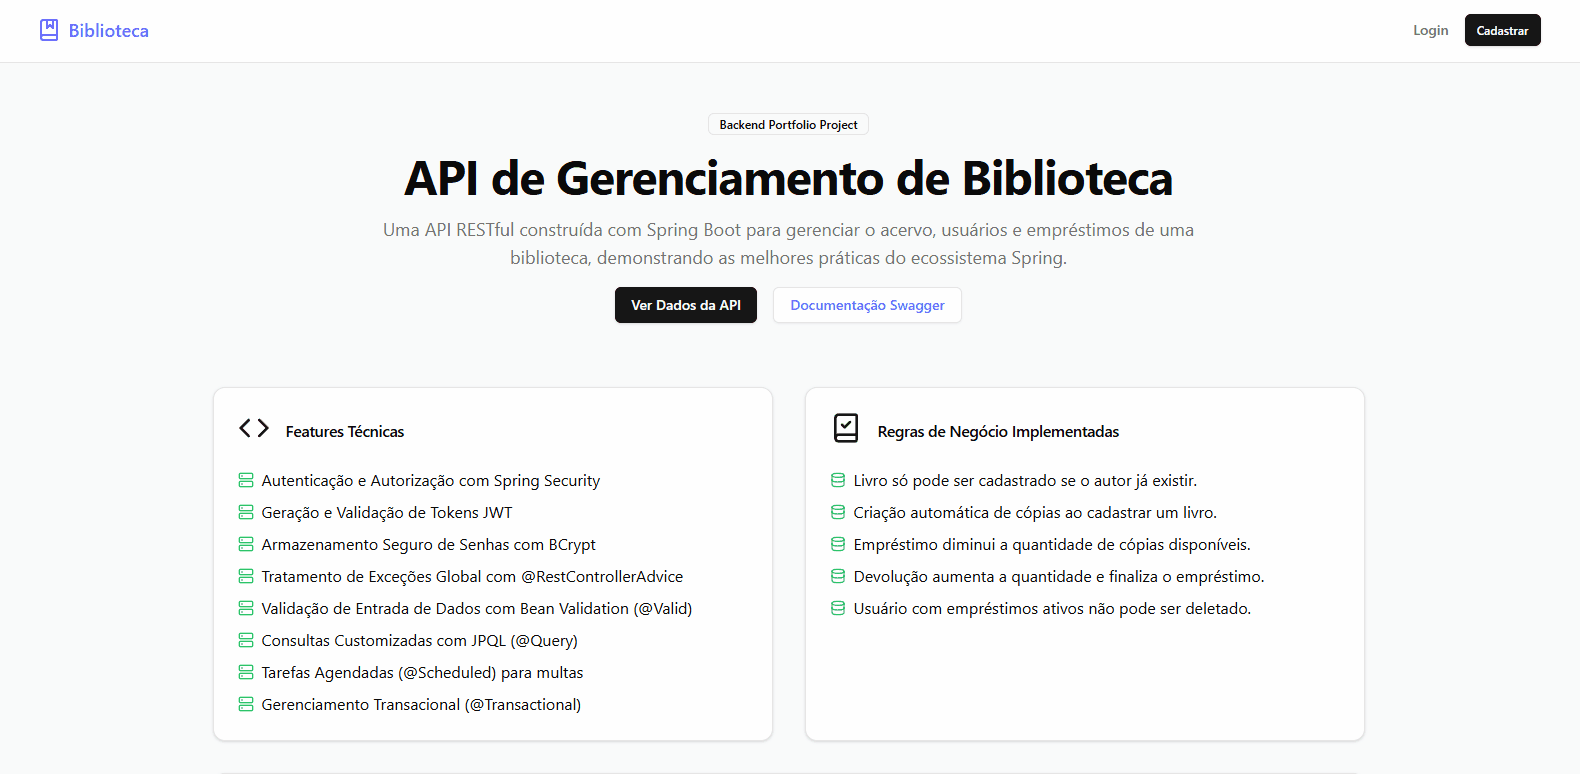 Biblioteca
Login
Cadastrar
Backend Portfolio Project
API de Gerenciamento de Biblioteca
Uma API RESTful construída com Spring Boot para gerenciar o acervo, usuários e empréstimos de uma
biblioteca, demonstrando as melhores práticas do ecossistema Spring.
Ver Dados da API
Documentação Swagger
Features Técnicas
Autenticação e Autorização com Spring Security
Geração e Validação de Tokens JWT
Armazenamento Seguro de Senhas com BCrypt
Tratamento de Exceções Global com @RestControllerAdvice
Validação de Entrada de Dados com Bean Validation (@Valid)
Consultas Customizadas com JPQL (@Query)
Tarefas Agendadas (@Scheduled) para multas
Gerenciamento Transacional (@Transactional)
Regras de Negócio Implementadas
Livro só pode ser cadastrado se o autor já existir.
Criação automática de cópias ao cadastrar um livro.
Empréstimo diminui a quantidade de cópias disponíveis.
Devolução aumenta a quantidade e finaliza o empréstimo.
Usuário com empréstimos ativos não pode ser deletado.